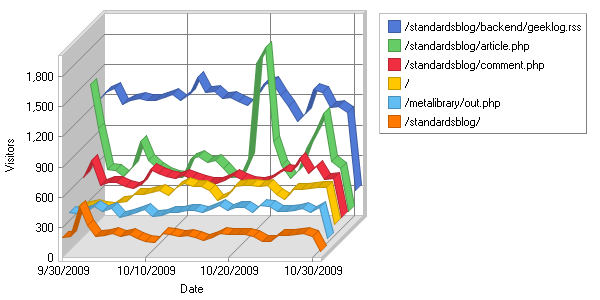 /standardsblog/backend/geeklog.rss
/standardsblog/article.php
/standardsblog/comment.php
/
/metalibrary/out.php
/standardsblog/
1,800
1,500
1,200
900
600
300
0
Visitors
9/30/2009 10/10/2009 10/20/2009 10/30/2009
Date